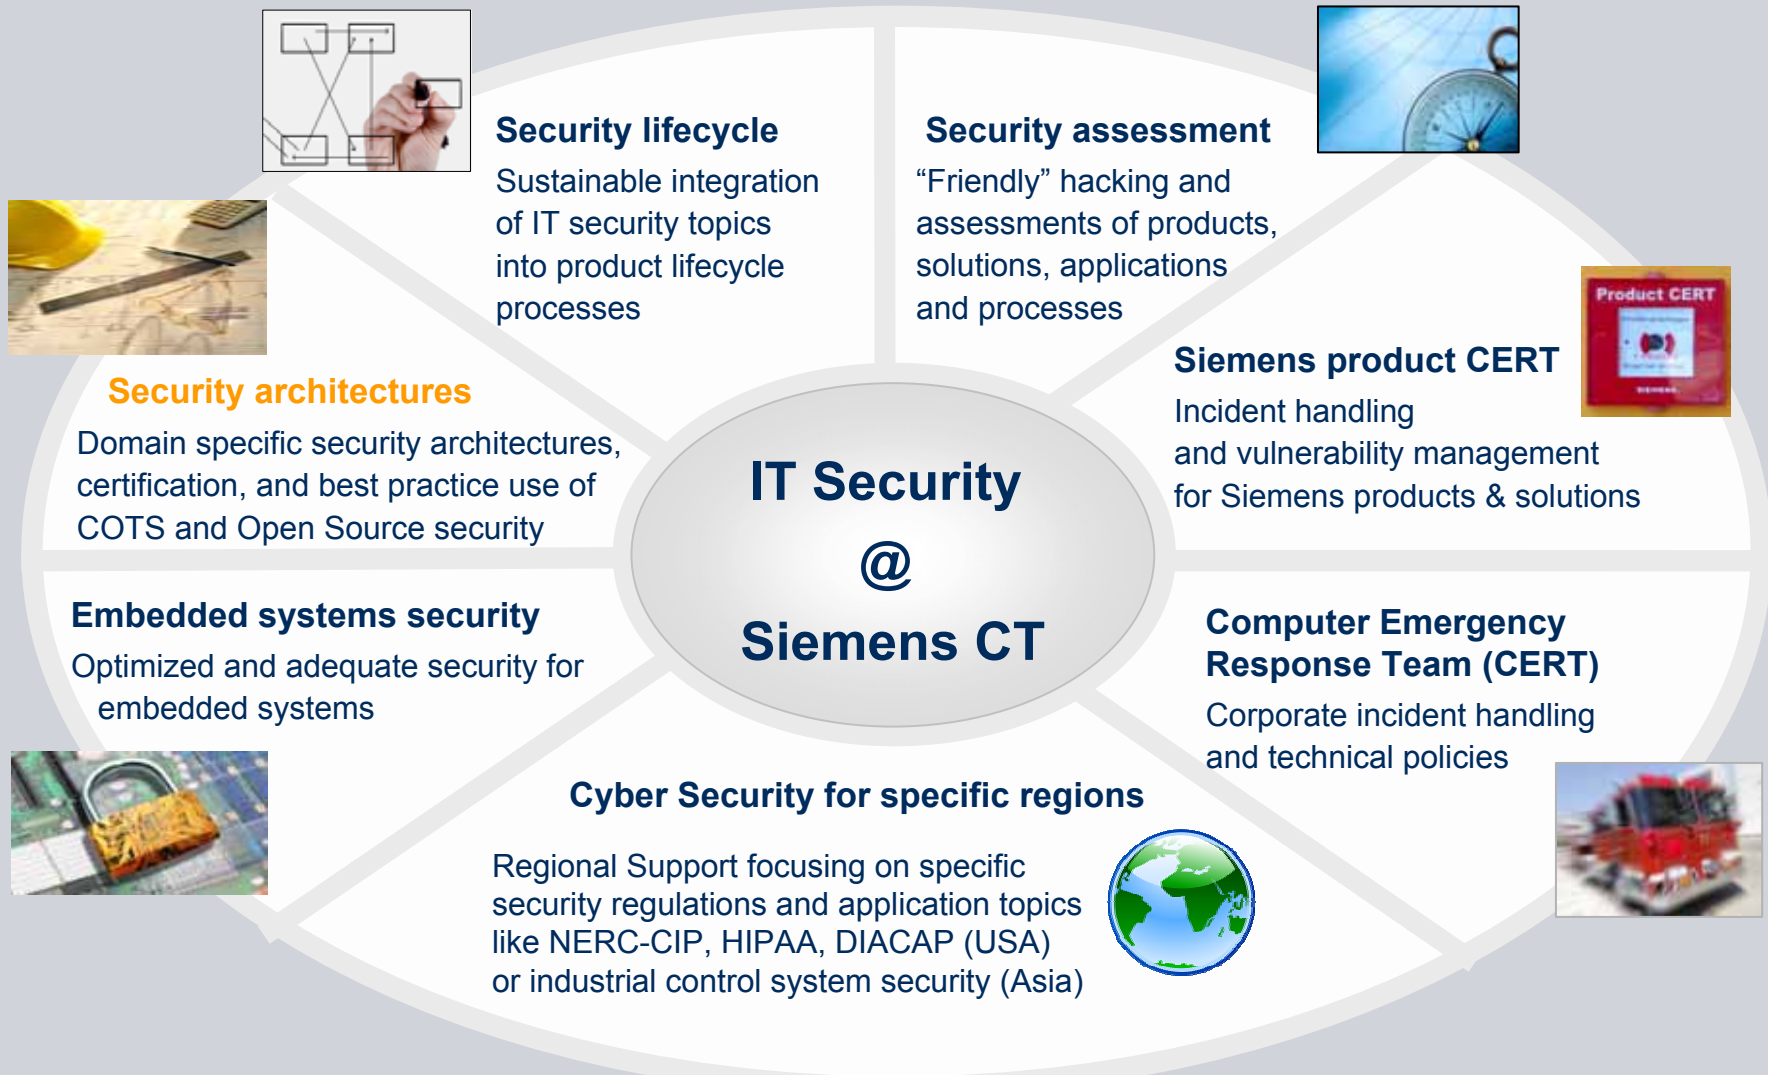 Security lifecycle
Sustainable integration
of IT security topics
into product lifecycle
processes
Security assessment
“Friendly” hacking and
assessments of products,
solutions, applications
and processes
Product CERT
SIEMENS
Siemens product CERT
Incident handling
and vulnerability management
for Siemens products & solutions
Security architectures
Domain specific security architectures,
certification, and best practice use of
COTS and Open Source security
IT Security
@
Siemens CT
Embedded systems security
Optimized and adequate security for
embedded systems
Computer Emergency
Response Team (CERT)
Corporate incident handling
and technical policies
Cyber Security for specific regions
Regional Support focusing on specific
security regulations and application topics
like NERC-CIP, HIPAA, DIACAP (USA)
or industrial control system security (Asia)